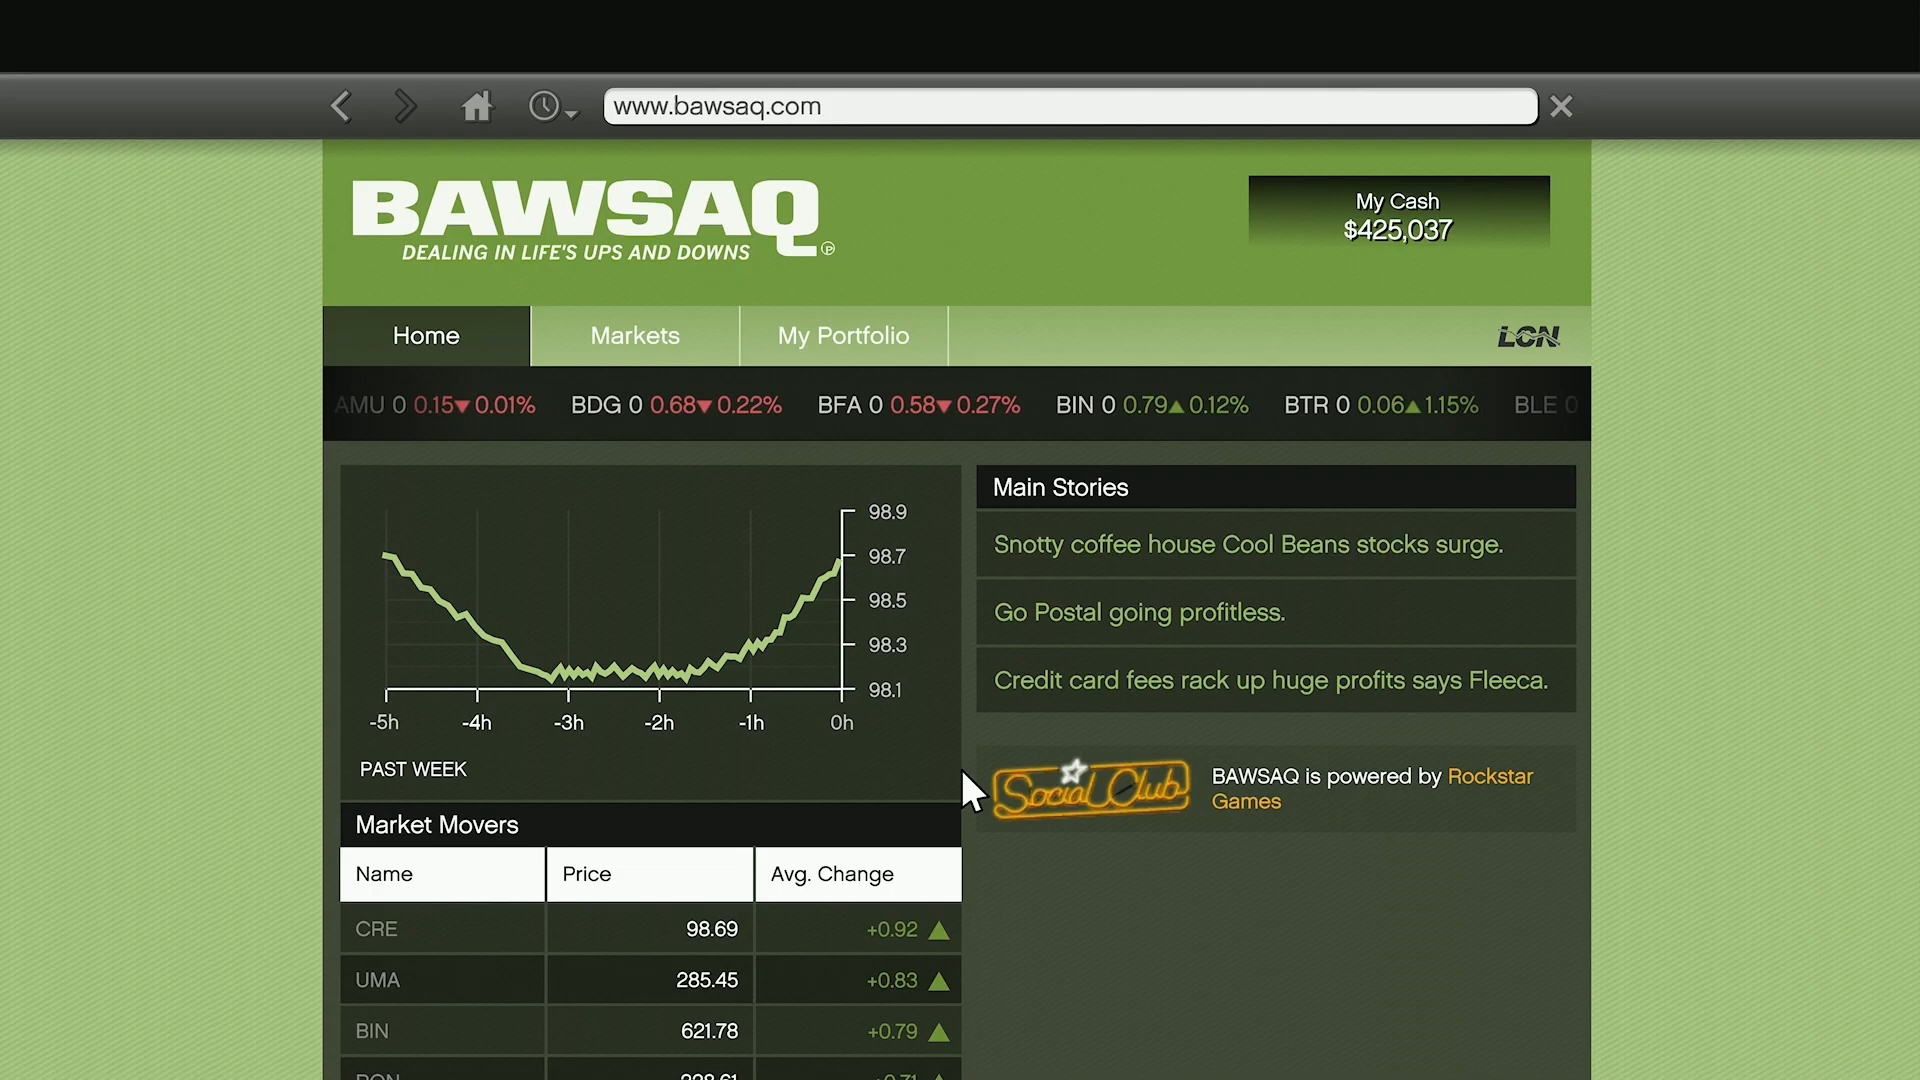 www.bawsaq.com
BAWSAQ
DEALING IN LIFE'S UPS AND DOWNS
My Cash
$425,037
Home
Markets
My Portfolio
LCN
AMU 0 0.15▼0.01% BDG 0 0.68▼0.22% BFA 0 0.58▼0.27% BIN 0 0.79▲0.12% BTR 0 0.06▲1.15% BLE 0
98.9
98.7
98.5
98.3
98.1
-5h -4h -3h -2h -1h 0h
PAST WEEK
Market Movers
Name Price Avg. Change
CRE 98.69 +0.92 ▲
UMA 285.45 +0.83 ▲
BIN 621.78 +0.79 ▲
Main Stories
Snotty coffee house Cool Beans stocks surge.
Go Postal going profitless.
Credit card fees rack up huge profits says Fleeca.
Social Club
BAWSAQ is powered by Rockstar
Games